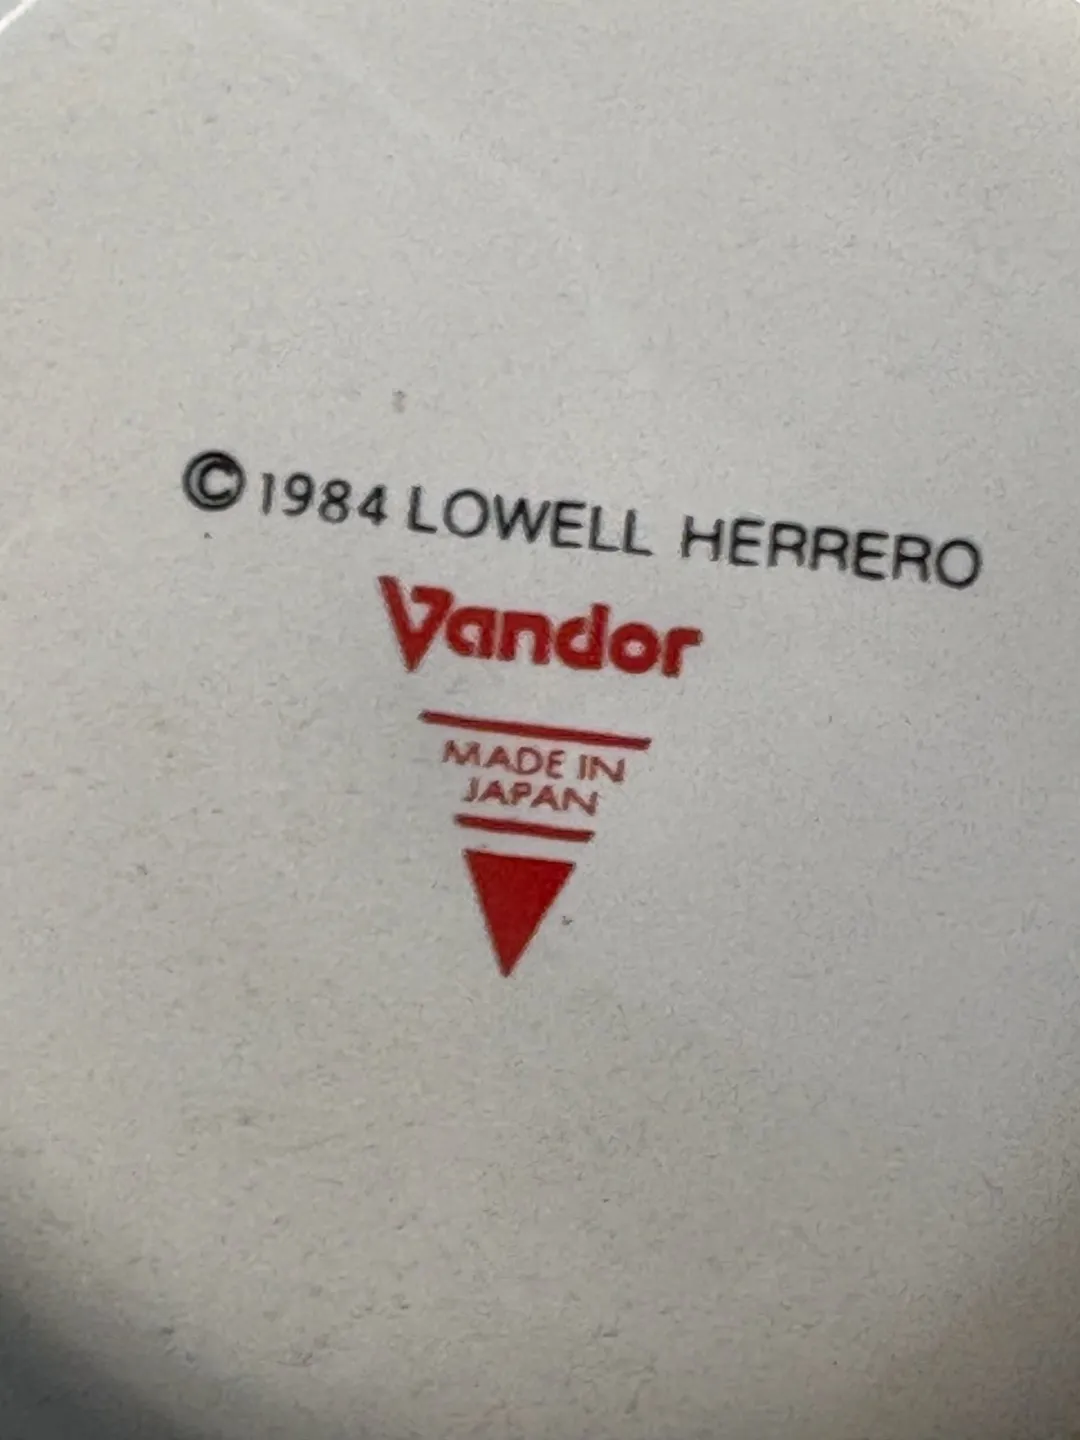 © 1984 LOWELL HERRERO
Vandor
MADE IN
JAPAN